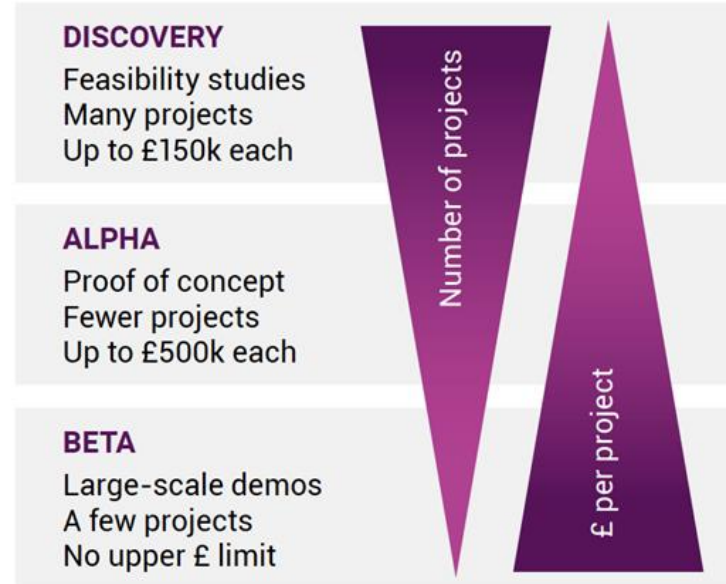 DISCOVERY
Feasibility studies
Many projects
Up to £150k each
ALPHA
Proof of concept
Fewer projects
Up to £500k each
BETA
Large-scale demos
A few projects
No upper £ limit
Number of projects
£ per project